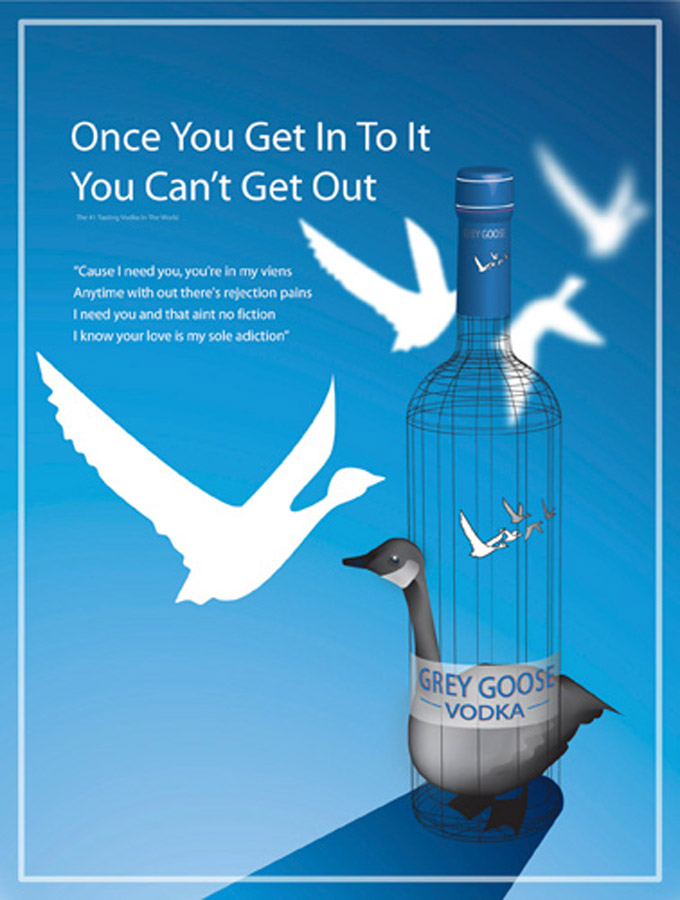 Once You Get In To It
You Can't Get Out
The #1 Tasting Vodka In The World
"Cause I need you, you're in my viens
Anytime with out there's rejection pains
I need you and that aint no fiction
I know your love is my sole adiction"
GREY GOOSE
GREY GOOSE
VODKA